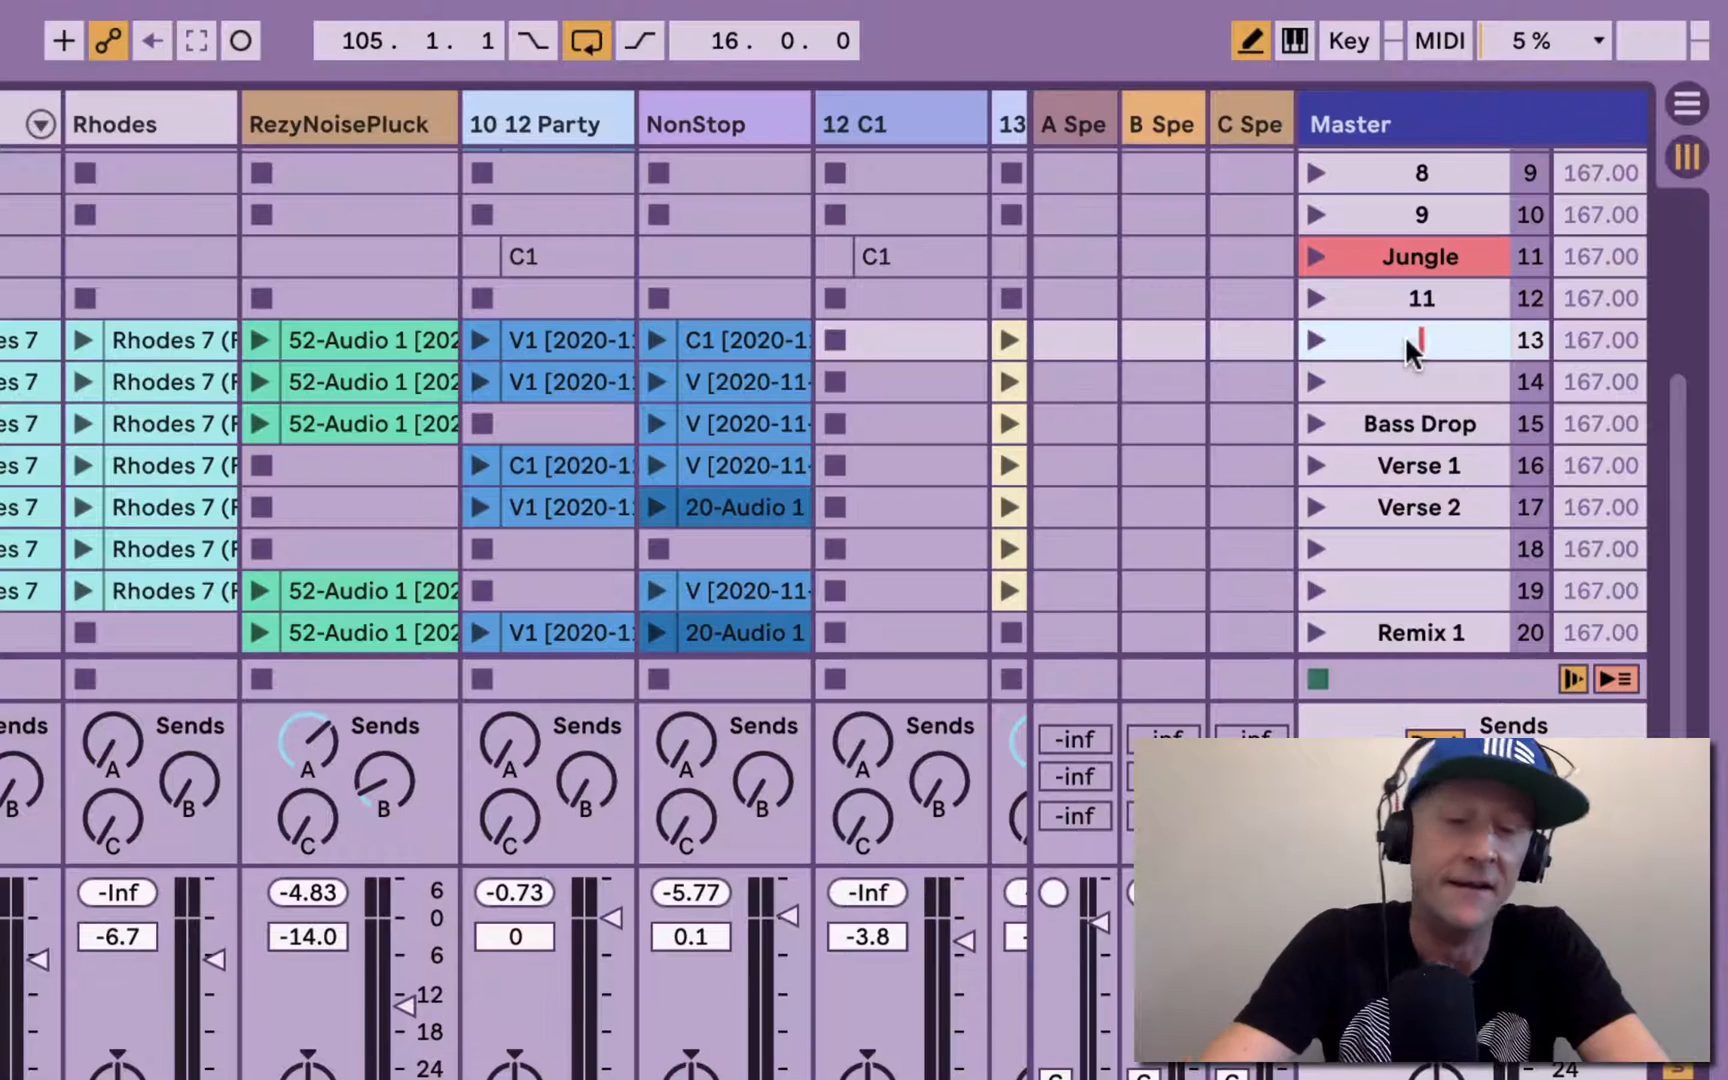 105. 1. 1 16. 0. 0 Key MIDI 5 %
Rhodes RezyNoisePluck 10 12 Party NonStop 12 C1 13 A Spe B Spe C Spe Master
8 9 167.00
9 10 167.00
C1 C1 Jungle 11 167.00
11 12 167.00
es 7 Rhodes 7 (F 52-Audio 1 [202 V1 [2020-1 C1 [2020-1 13 167.00
es 7 Rhodes 7 (F 52-Audio 1 [202 V1 [2020-1 V [2020-11- 14 167.00
es 7 Rhodes 7 (F 52-Audio 1 [202 V [2020-11- Bass Drop 15 167.00
es 7 Rhodes 7 (F C1 [2020-1 V [2020-11- Verse 1 16 167.00
es 7 Rhodes 7 (F V1 [2020-1 20-Audio 1 Verse 2 17 167.00
es 7 Rhodes 7 (F 18 167.00
es 7 Rhodes 7 (F 52-Audio 1 [202 V [2020-11- 19 167.00
52-Audio 1 [202 V1 [2020-1 20-Audio 1 Remix 1 20 167.00
ends Sends Sends Sends Sends Sends Sends
A A A A A -inf -inf
B B B B B B -inf
C C C C C -inf
-Inf -4.83 6 -0.73 -5.77 -Inf
0
-6.7 -14.0 6 0 0.1 -3.8
12
18
24 24